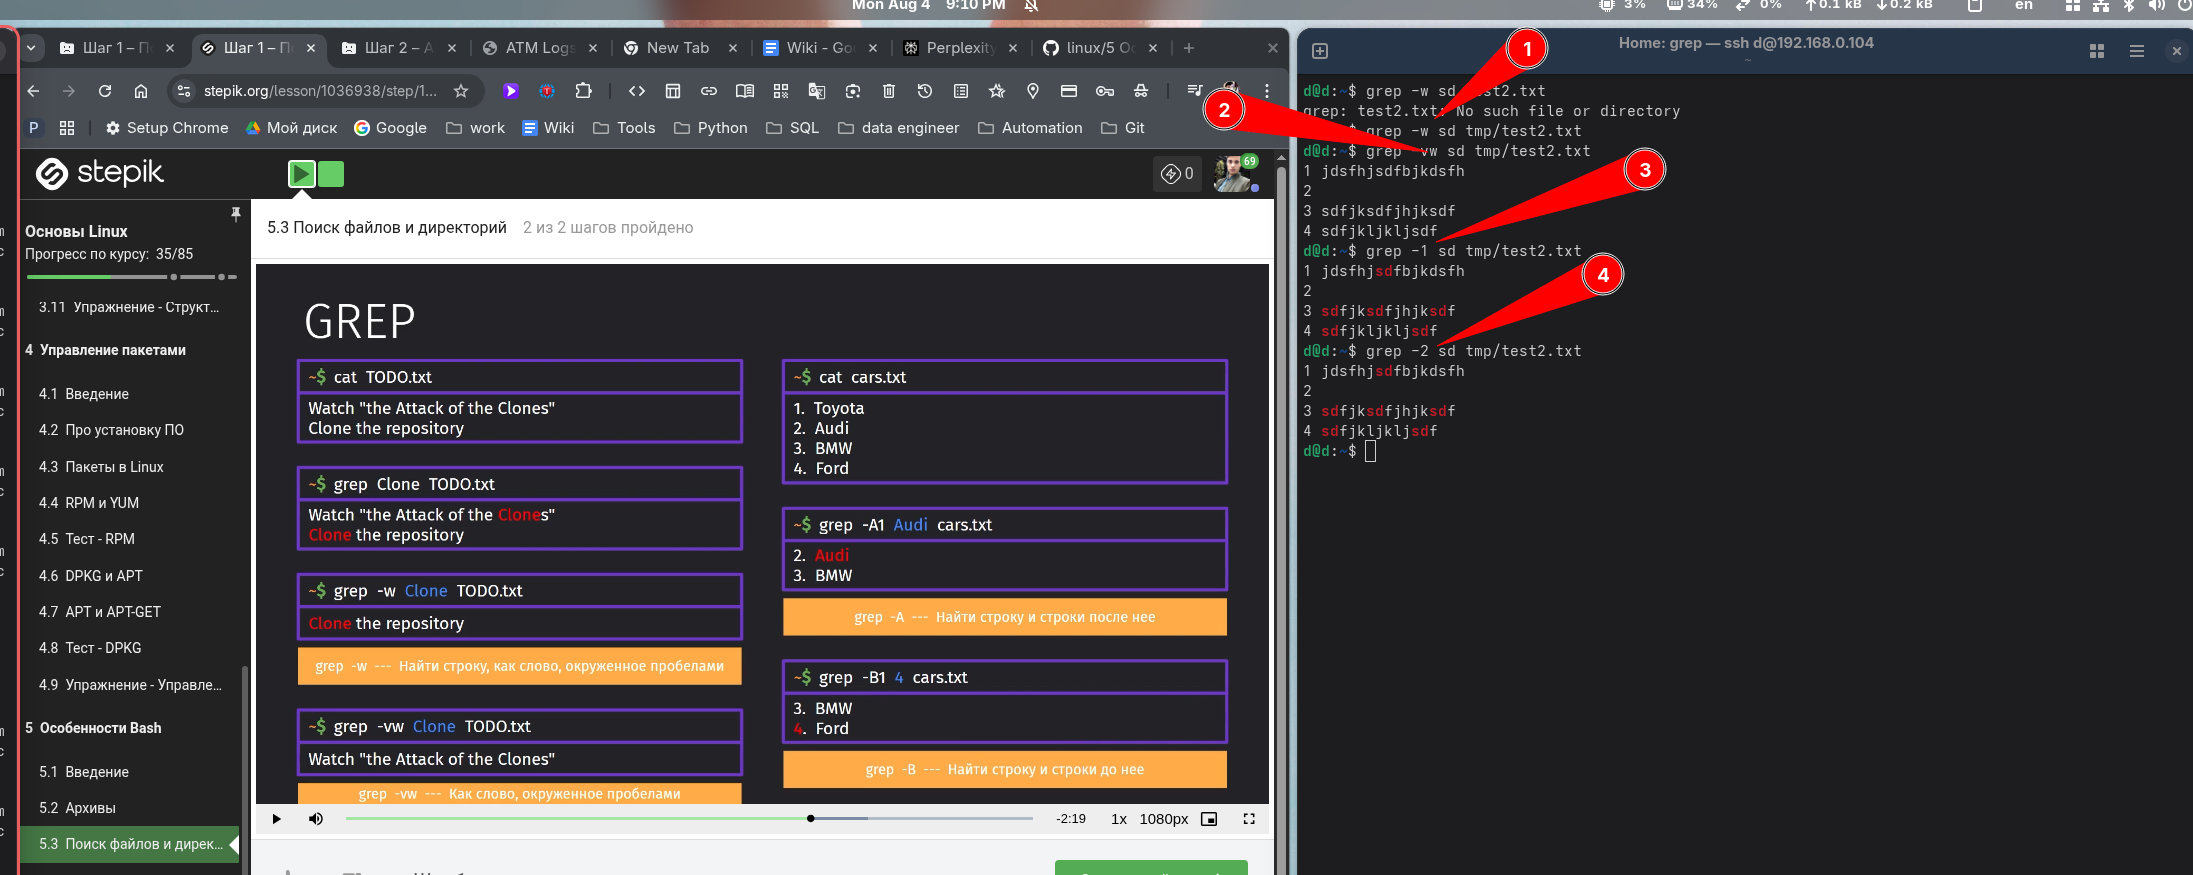 Mon Aug 4 9:10 PM
3% 34% 0% 0.1 kB 0.2 kB en
Шаг 1 – П
Шаг 1 – П
Шаг 2 – А
ATM Logs
New Tab
Wiki - Go
Perplexity
linux/5 О
stepik.org/lesson/1036938/step/1...
P
Setup Chrome
Мой диск
Google
work
Wiki
Tools
Python
SQL
data engineer
Automation
Git
stepik
0
69
Основы Linux
Прогресс по курсу: 35/85
3.11 Упражнение - Структ...
4 Управление пакетами
4.1 Введение
4.2 Про установку ПО
4.3 Пакеты в Linux
4.4 RPM и YUM
4.5 Тест - RPM
4.6 DPKG и APT
4.7 APT и APT-GET
4.8 Тест - DPKG
4.9 Упражнение - Управле...
5 Особенности Bash
5.1 Введение
5.2 Архивы
5.3 Поиск файлов и дирек...
5.3 Поиск файлов и директорий 2 из 2 шагов пройдено
GREP
~$ cat TODO.txt
Watch "the Attack of the Clones"
Clone the repository
~$ grep Clone TODO.txt
Watch "the Attack of the Clones"
Clone the repository
~$ grep -w Clone TODO.txt
Clone the repository
grep -w --- Найти строку, как слово, окруженное пробелами
~$ grep -vw Clone TODO.txt
Watch "the Attack of the Clones"
grep -vw --- Как слово, окруженное пробелами
~$ cat cars.txt
1. Toyota
2. Audi
3. BMW
4. Ford
~$ grep -A1 Audi cars.txt
2. Audi
3. BMW
grep -A --- Найти строку и строки после нее
~$ grep -B1 4 cars.txt
3. BMW
4. Ford
grep -B --- Найти строку и строки до нее
-2:19 1x 1080px
Home: grep — ssh d@192.168.0.104
~
d@d:~$ grep -w sd test2.txt
grep: test2.txt: No such file or directory
grep -w sd tmp/test2.txt
d@d:~$ grep -vw sd tmp/test2.txt
1 jdsfhjsdfbjkdsfh
2
3 sdfjksdfjhjksdf
4 sdfjkljkljsdf
d@d:~$ grep -1 sd tmp/test2.txt
1 jdsfhjsdfbjkdsfh
2
3 sdfjksdfjhjksdf
4 sdfjkljkljsdf
d@d:~$ grep -2 sd tmp/test2.txt
1 jdsfhjsdfbjkdsfh
2
3 sdfjksdfjhjksdf
4 sdfjkljkljsdf
d@d:~$
1
2
3
4